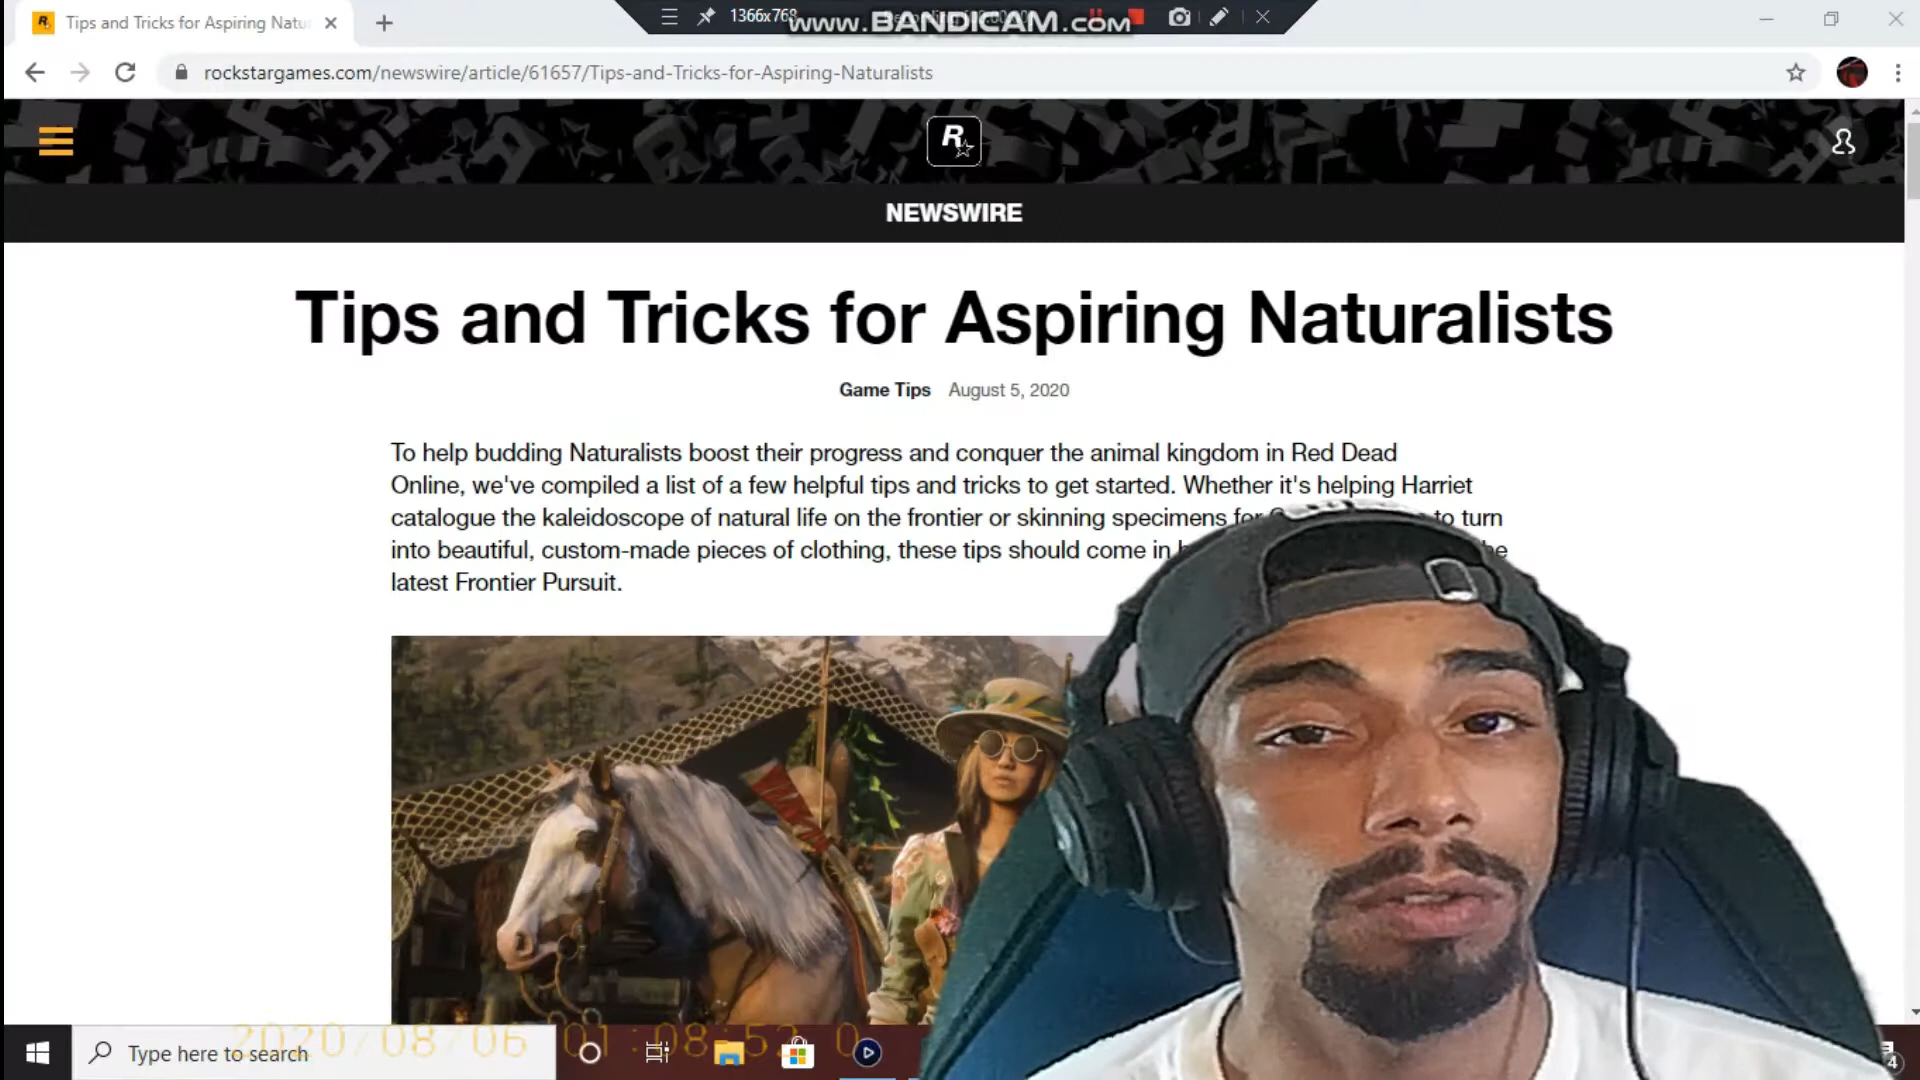 Tips and Tricks for Aspiring Natur
1366x768
www.BANDICAM.com
rockstargames.com/newswire/article/61657/Tips-and-Tricks-for-Aspiring-Naturalists
R
NEWSWIRE
Tips and Tricks for Aspiring Naturalists
Game Tips August 5, 2020
To help budding Naturalists boost their progress and conquer the animal kingdom in Red Dead
Online, we've compiled a list of a few helpful tips and tricks to get started. Whether it's helping Harriet
catalogue the kaleidoscope of natural life on the frontier or skinning specimens to turn
into beautiful, custom-made pieces of clothing, these tips should come in
latest Frontier Pursuit.
2020/08/06 01:08:5
Type here to search
4